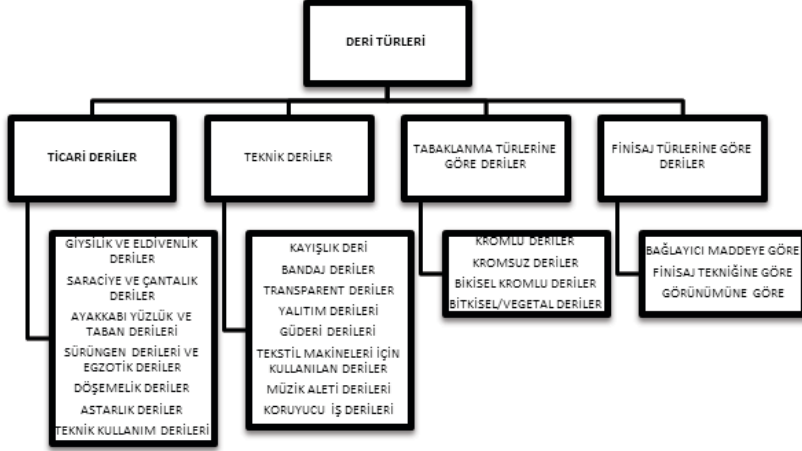 DERİ TÜRLERİ
TİCARİ DERİLER
TEKNİK DERİLER
TABAKLANMA TÜRLERİNE
GÖRE DERİLER
FİNİSAJ TÜRLERİNE GÖRE
DERİLER
GİYSİLİK VE ELDİVENLİK
DERİLER
SARACİYE VE ÇANTALIK
DERİLER
AYAKKABI YÜZLÜK VE
TABAN DERİLERİ
SÜRÜNGEN DERİLERİ VE
EGZOTİK DERİLER
DÖŞEMELİK DERİLER
ASTARLIK DERİLER
TEKNİK KULLANIM DERİLERİ
KAYIŞLIK DERİ
BANDAJ DERİLER
TRANSPARENT DERİLER
YALITIM DERİLERİ
GÜDERİ DERİLERİ
TEKSTİL MAKİNELERİ İÇİN
KULLANILAN DERİLER
MÜZİK ALETİ DERİLERİ
KORUYUCU İŞ DERİLERİ
KROMLU DERİLER
KROMSUZ DERİLER
BİKİSEL KROMLU DERİLER
BİTKİSEL/VEGETAL DERİLER
BAĞLAYICI MADDEYE GÖRE
FİNİSAJ TEKNİĞİNE GÖRE
GÖRÜNÜMÜNE GÖRE